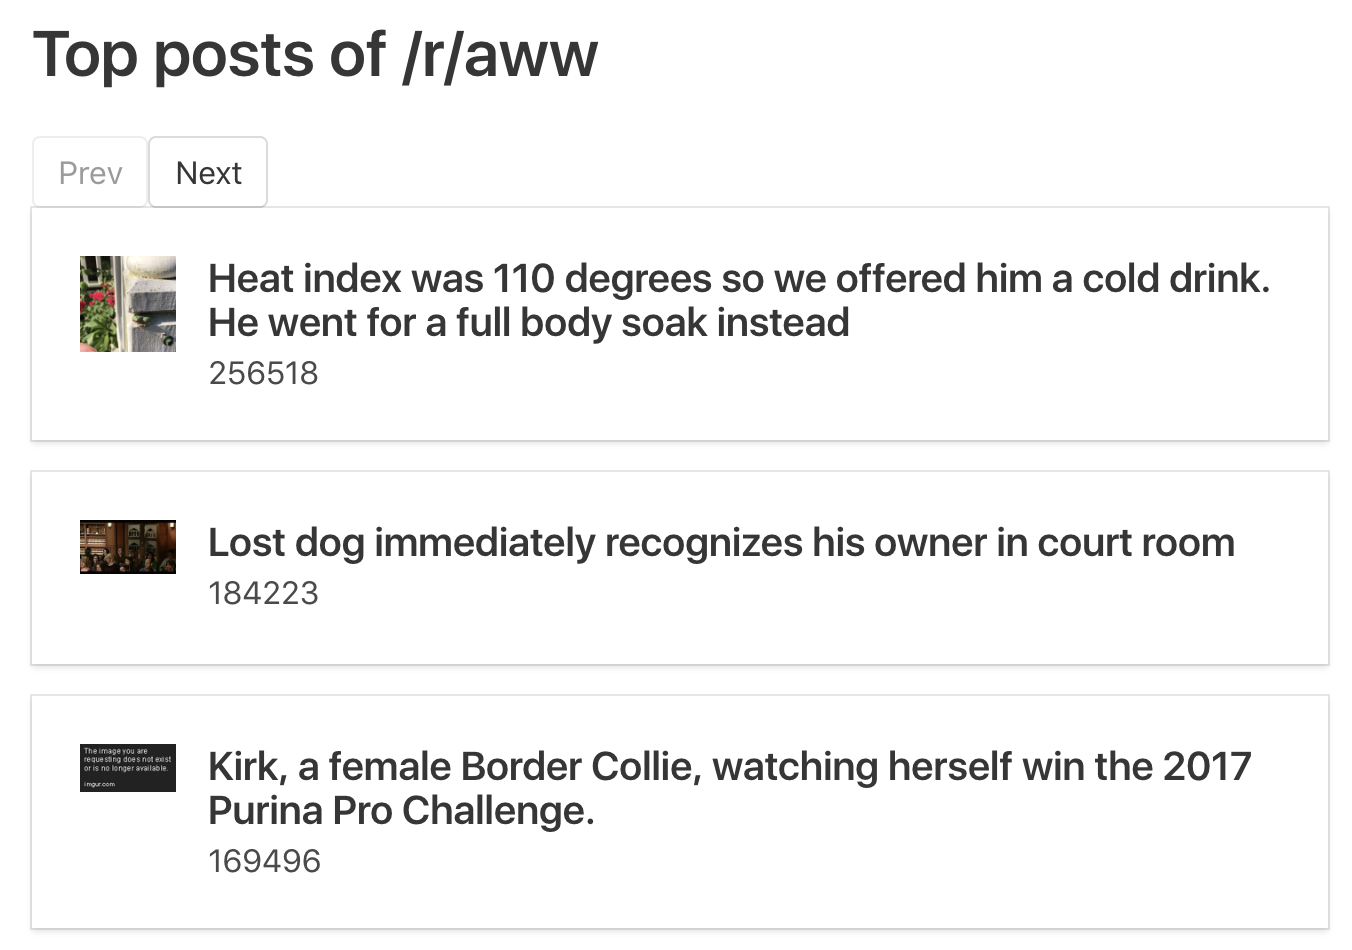 Top posts of /r/aww
Prev
Next
Heat index was 110 degrees so we offered him a cold drink.
He went for a full body soak instead
256518
Lost dog immediately recognizes his owner in court room
184223
The image you are
requesting does not exist
or is no longer available.
imgur.com
Kirk, a female Border Collie, watching herself win the 2017
Purina Pro Challenge.
169496